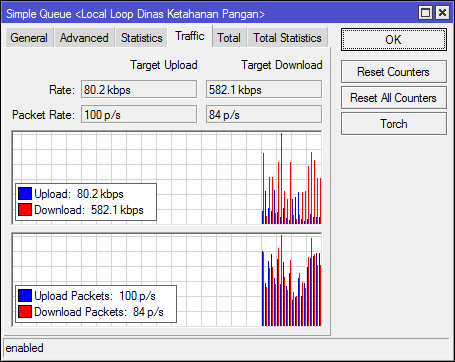 Simple Queue <Local Loop Dinas Ketahanan Pangan>
General Advanced Statistics Traffic Total Total Statistics
OK
Reset Counters
Reset All Counters
Torch
Target Upload Target Download
Rate: 80.2 kbps 582.1 kbps
Packet Rate: 100 p/s 84 p/s
Upload: 80.2 kbps
Download: 582.1 kbps
Upload Packets: 100 p/s
Download Packets: 84 p/s
enabled